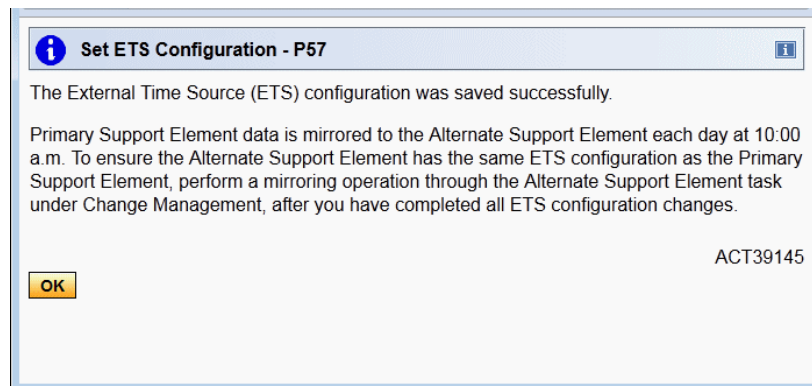 Set ETS Configuration - P57
The External Time Source (ETS) configuration was saved successfully.
Primary Support Element data is mirrored to the Alternate Support Element each day at 10:00
a.m. To ensure the Alternate Support Element has the same ETS configuration as the Primary
Support Element, perform a mirroring operation through the Alternate Support Element task
under Change Management, after you have completed all ETS configuration changes.
ACT39145
OK